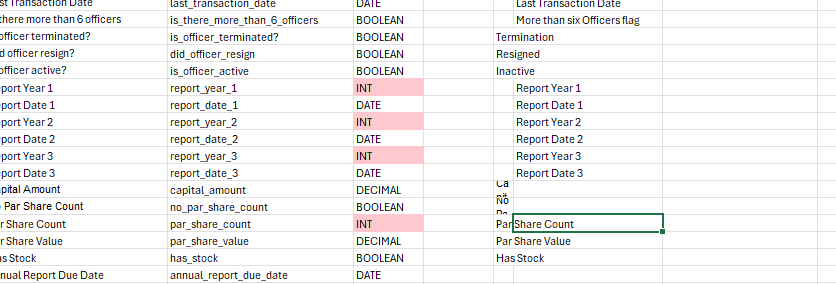 st Transaction Date last_transaction_date DATE Last Transaction Date
there more than 6 officers is_there_more_than_6_officers BOOLEAN More than six Officers flag
officer terminated? is_officer_terminated? BOOLEAN Termination
d officer resign? did_officer_resign BOOLEAN Resigned
officer active? is_officer_active BOOLEAN Inactive
port Year 1 report_year_1 INT Report Year 1
port Date 1 report_date_1 DATE Report Date 1
port Year 2 report_year_2 INT Report Year 2
port Date 2 report_date_2 DATE Report Date 2
port Year 3 report_year_3 INT Report Year 3
port Date 3 report_date_3 DATE Report Date 3
pital Amount capital_amount DECIMAL Ca
Par Share Count no_par_share_count BOOLEAN No
r Share Count par_share_count INT Par Share Count
r Share Value par_share_value DECIMAL Par Share Value
as Stock has_stock BOOLEAN Has Stock
nual Report Due Date annual_report_due_date DATE